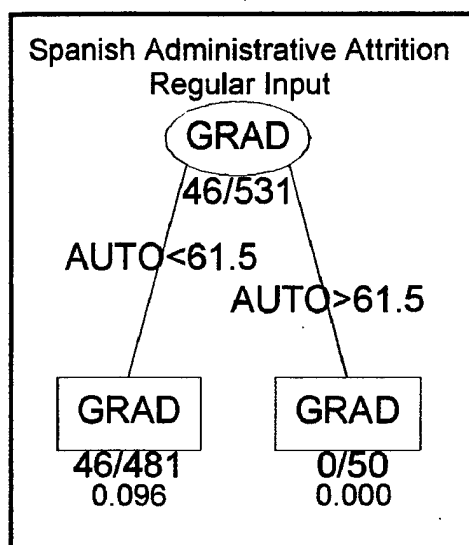 Spanish Administrative Attrition
Regular Input
GRAD
46/531
AUTO<61.5
AUTO>61.5
GRAD
GRAD
46/481
0/50
0.096
0.000